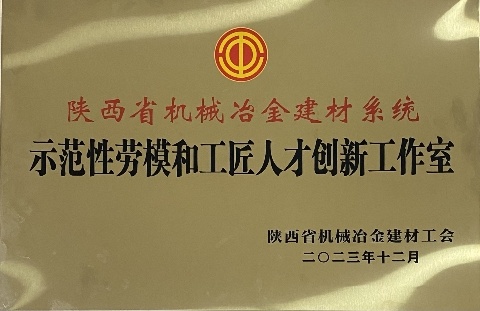 陕西省机械冶金建材系统
示范性劳模和工匠人才创新工作室
陕西省机械冶金建材工会
二〇二三年十二月